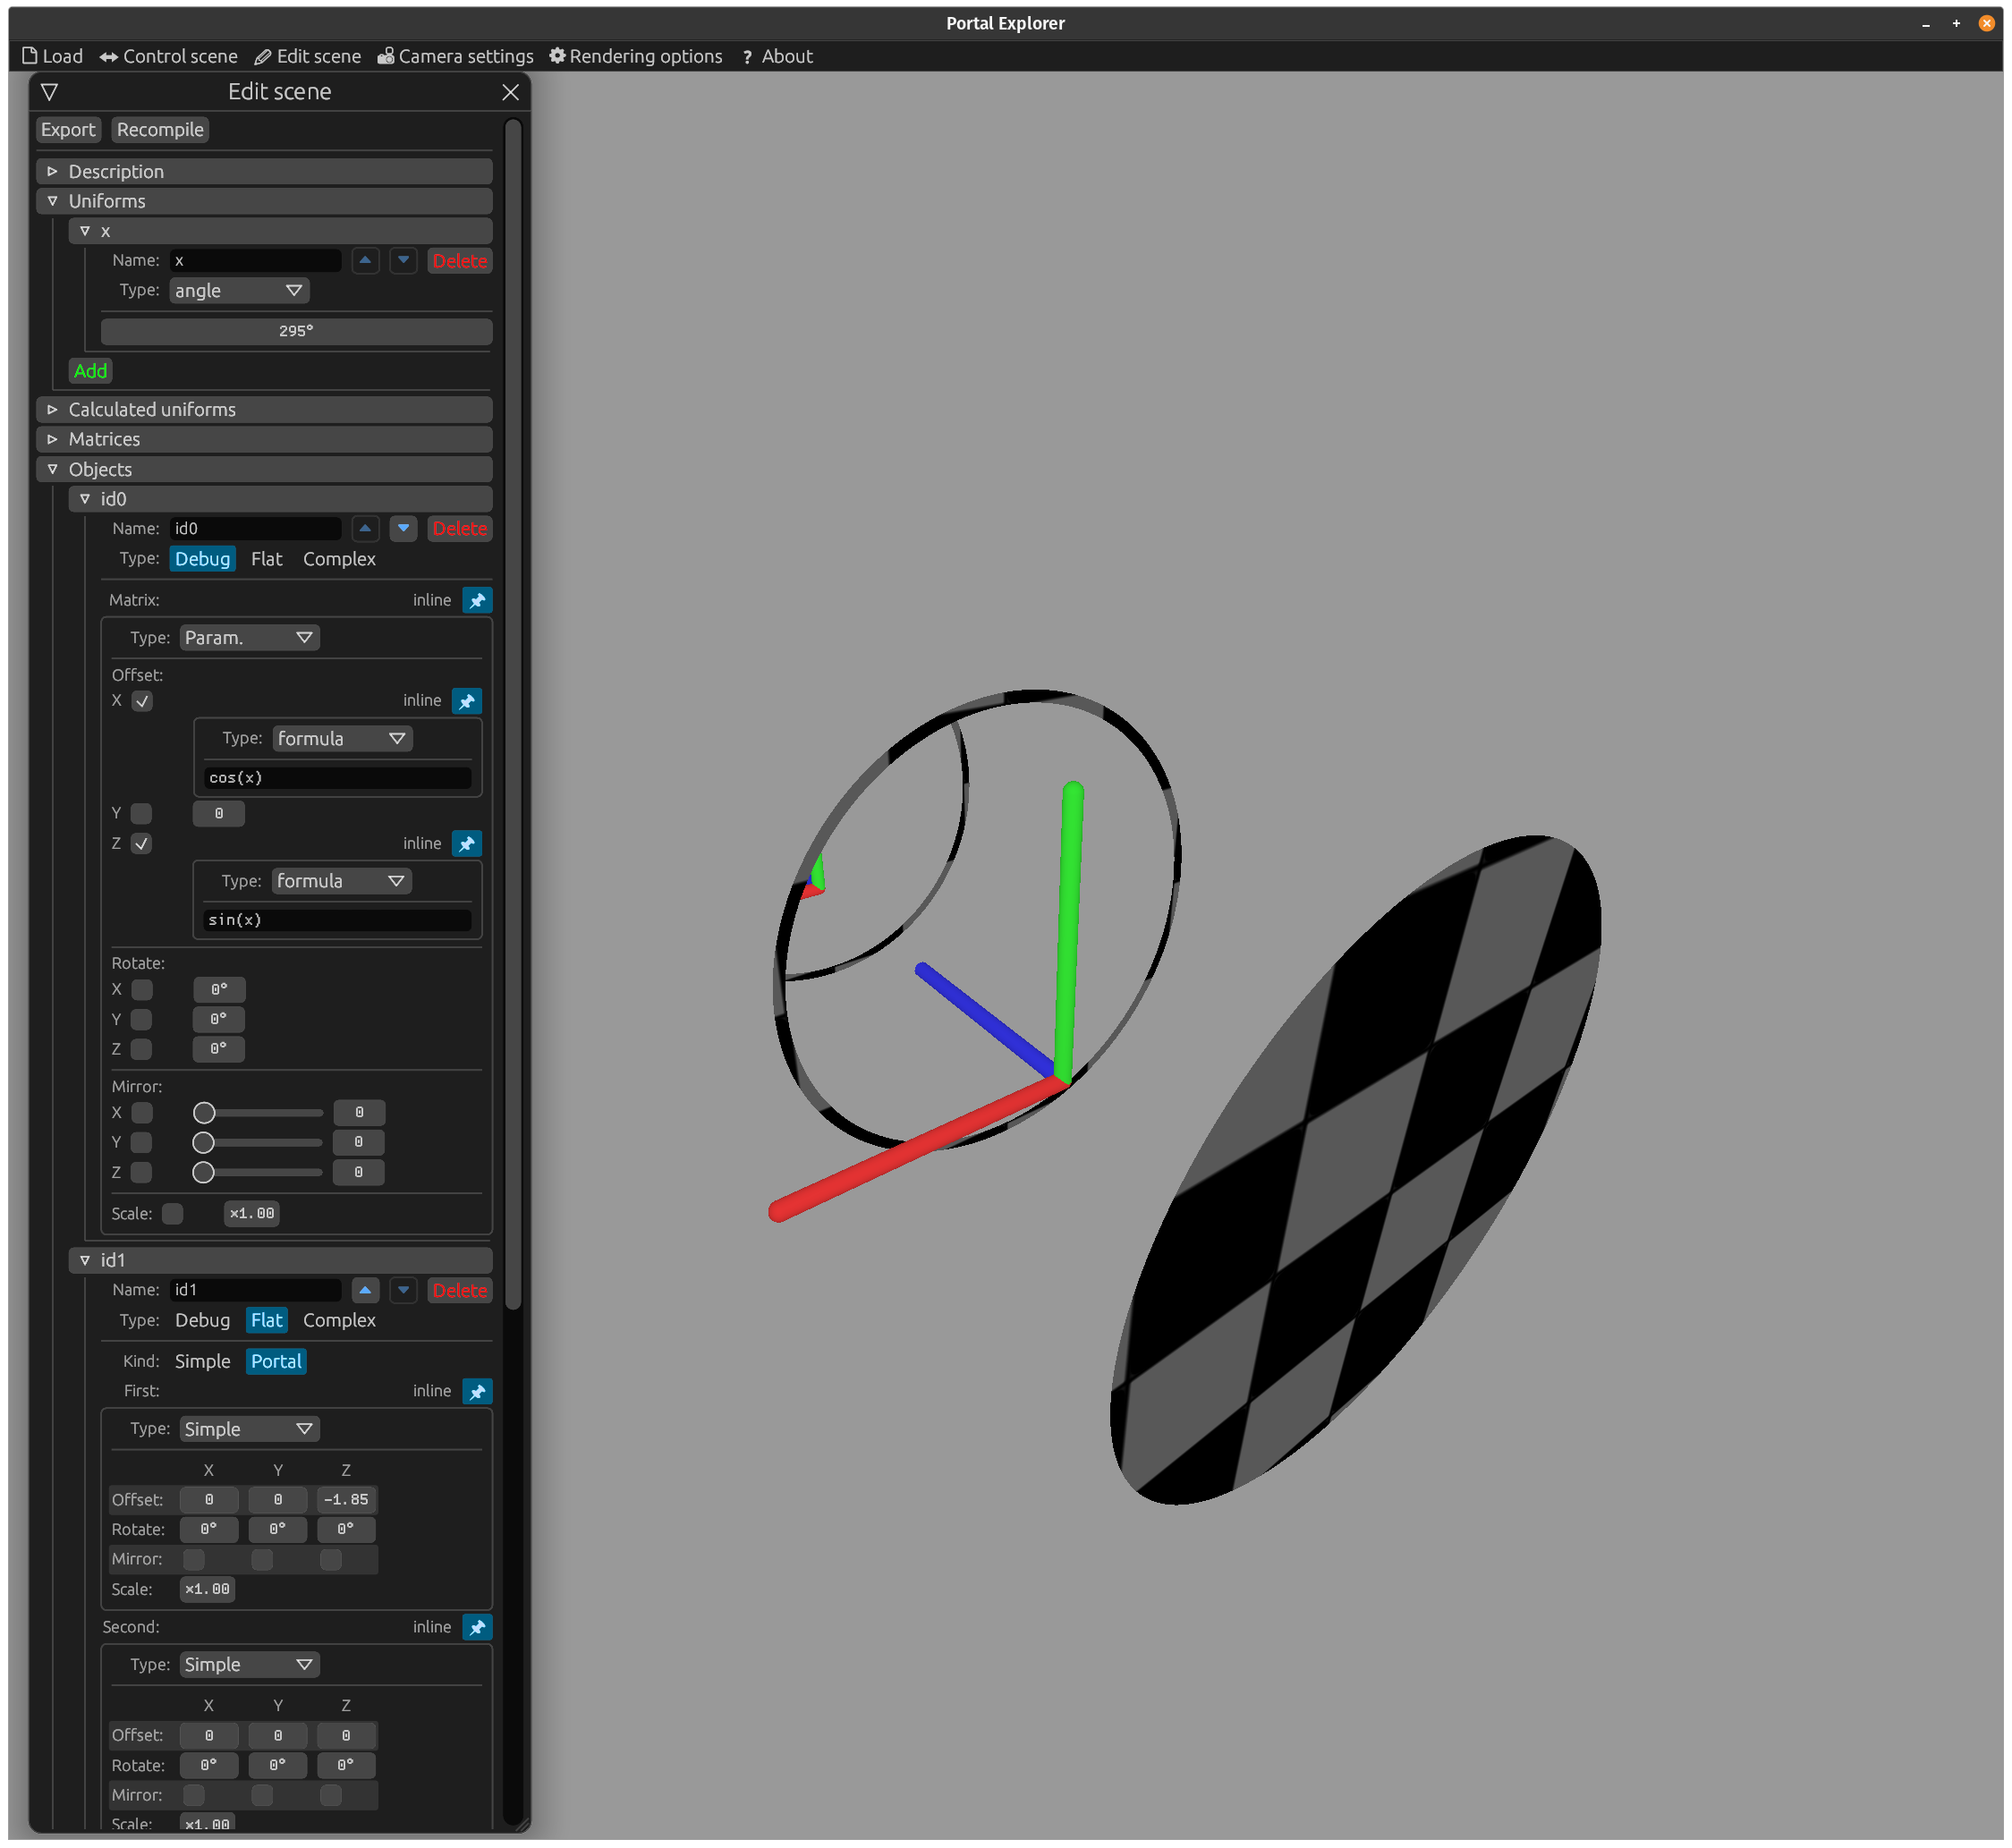 Portal Explorer
Load Control scene Edit scene Camera settings Rendering options ? About
Edit scene
Export Recompile
Description
Uniforms
x
Name: x Delete
Type: angle
295°
Add
Calculated uniforms
Matrices
Objects
id0
Name: id0 Delete
Type: Debug Flat Complex
Matrix: inline
Type: Param.
Offset:
X inline
Type: formula
cos(x)
Y 0
Z inline
Type: formula
sin(x)
Rotate:
X 0°
Y 0°
Z 0°
Mirror:
X 0
Y 0
Z 0
Scale: ×1.00
id1
Name: id1 Delete
Type: Debug Flat Complex
Kind: Simple Portal
First: inline
Type: Simple
X Y Z
Offset: 0 0 -1.85
Rotate: 0° 0° 0°
Mirror:
Scale: ×1.00
Second: inline
Type: Simple
X Y Z
Offset: 0 0 0
Rotate: 0° 0° 0°
Mirror:
Scale: ×1.00